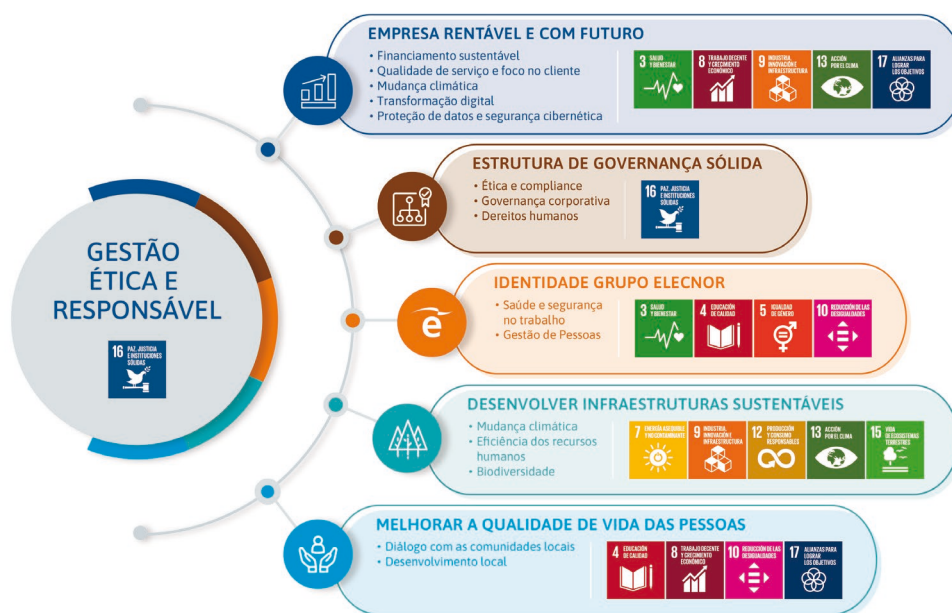 EMPRESA RENTÁVEL E COM FUTURO
• Financiamento sustentável
• Qualidade de serviço e foco no cliente
• Mudança climática
• Transformação digital
• Proteção de datos e segurança cibernética
3 SALUD
Y BIENESTAR
8 TRABAJO DECENTE
Y CRECIMIENTO
ECONÓMICO
9 INDUSTRIA,
INNOVACIÓN E
INFRAESTRUCTURA
13 ACCIÓN
POR EL CLIMA
17 ALIANZAS PARA
LOGRAR
LOS OBJETIVOS
ESTRUTURA DE GOVERNANÇA SÓLIDA
• Ética e compliance
• Governança corporativa
• Dereitos humanos
16 PAZ, JUSTICIA
E INSTITUCIONES
SÓLIDAS
GESTÃO
ÉTICA E
RESPONSÁVEL
16 PAZ, JUSTICIA
E INSTITUCIONES
SÓLIDAS
e
IDENTIDADE GRUPO ELECNOR
• Saúde e segurança
no trabalho
• Gestão de Pessoas
3 SALUD
Y BIENESTAR
4 EDUCACIÓN
DE CALIDAD
5 IGUALDAD
DE GÉNERO
10 REDUCCIÓN DE LAS
DESIGUALDADES
DESENVOLVER INFRAESTRUTURAS SUSTENTÁVEIS
• Mudança climática
• Eficiência dos recursos
humanos
• Biodiversidade
7 ENERGÍA ASEQUIBLE
Y NO CONTAMINANTE
9 INDUSTRIA,
INNOVACIÓN E
INFRAESTRUCTURA
12 PRODUCCIÓN
Y CONSUMO
RESPONSABLES
13 ACCIÓN
POR EL CLIMA
15 VIDA
DE ECOSISTEMAS
TERRESTRES
MELHORAR A QUALIDADE DE VIDA DAS PESSOAS
• Diálogo com as comunidades locais
• Desenvolvimento local
4 EDUCACIÓN
DE CALIDAD
8 TRABAJO DECENTE
Y CRECIMIENTO
ECONÓMICO
10 REDUCCIÓN DE LAS
DESIGUALDADES
17 ALIANZAS PARA
LOGRAR
LOS OBJETIVOS